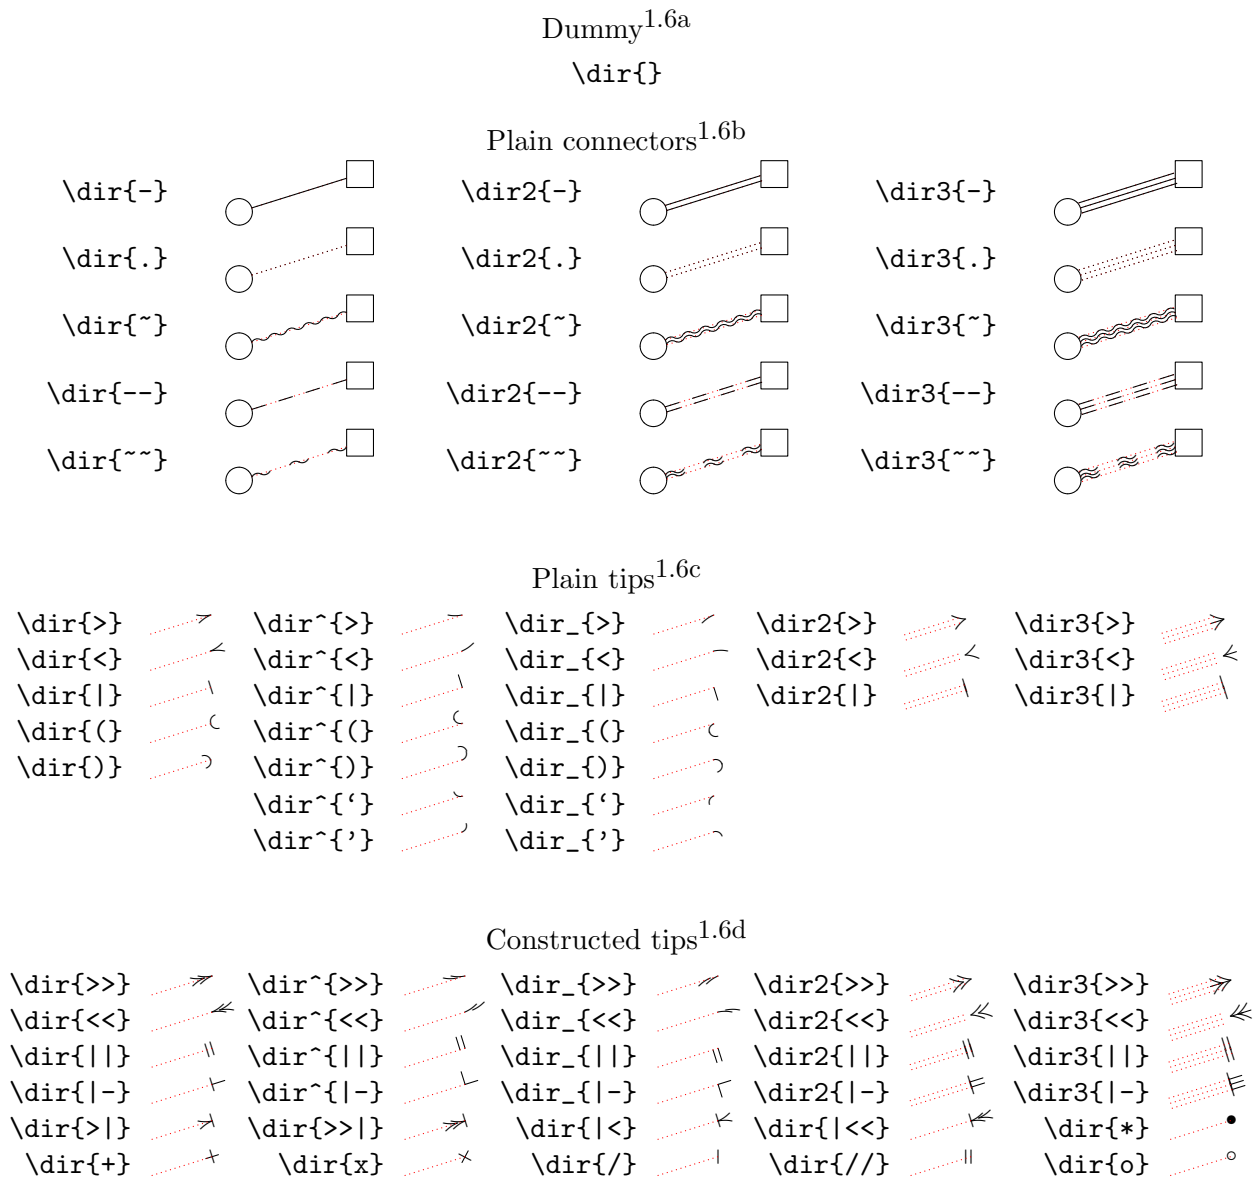 Dummy1.6a
\dir{}
Plain connectors1.6b
\dir{-} \dir2{-} \dir3{-}
\dir{.} \dir2{.} \dir3{.}
\dir{~} \dir2{~} \dir3{~}
\dir{--} \dir2{--} \dir3{--}
\dir{~~} \dir2{~~} \dir3{~~}
Plain tips1.6c
\dir{>} \dir^{>} \dir_{>} \dir2{>} \dir3{>}
\dir{<} \dir^{<} \dir_{<} \dir2{<} \dir3{<}
\dir{|} \dir^{|} \dir_{|} \dir2{|} \dir3{|}
\dir{(} \dir^{(} \dir_{(}
\dir{)} \dir^{)} \dir_{)}
\dir^{‘} \dir_{‘}
\dir^{’} \dir_{’}
Constructed tips1.6d
\dir{>>} \dir^{>>} \dir_{>>} \dir2{>>} \dir3{>>}
\dir{<<} \dir^{<<} \dir_{<<} \dir2{<<} \dir3{<<}
\dir{||} \dir^{||} \dir_{||} \dir2{||} \dir3{||}
\dir{|-} \dir^{|-} \dir_{|-} \dir2{|-} \dir3{|-}
\dir{>|} \dir{>>|} \dir{|<} \dir{|<<} \dir{*}
\dir{+} \dir{x} \dir{/} \dir{//} \dir{o}